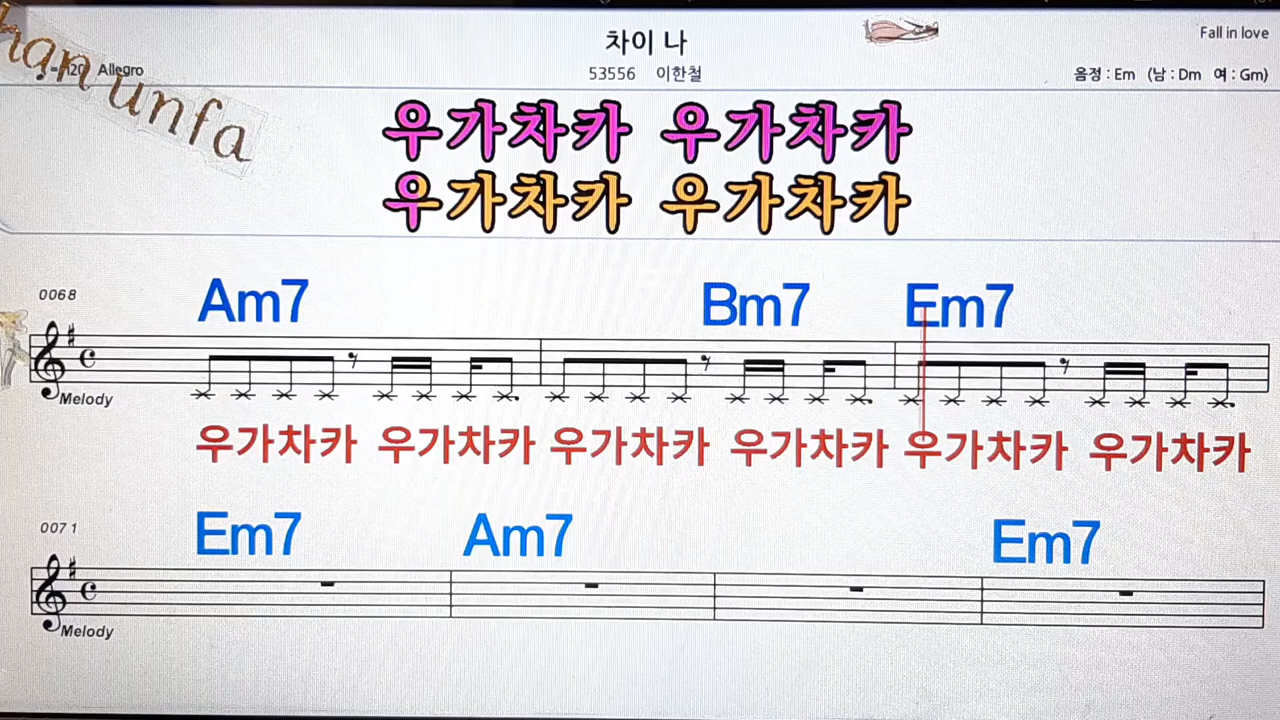 Fall in love
차이 나
53556 이한철
음정 : Em (남 : Dm 여 : Gm)
han unfa
Allegro
우가차카 우가차카
우가차카 우가차카
0068
Am7 Bm7 Em7
Melody
우가차카 우가차카 우가차카 우가차카 우가차카 우가차카
0071
Em7 Am7 Em7
Melody